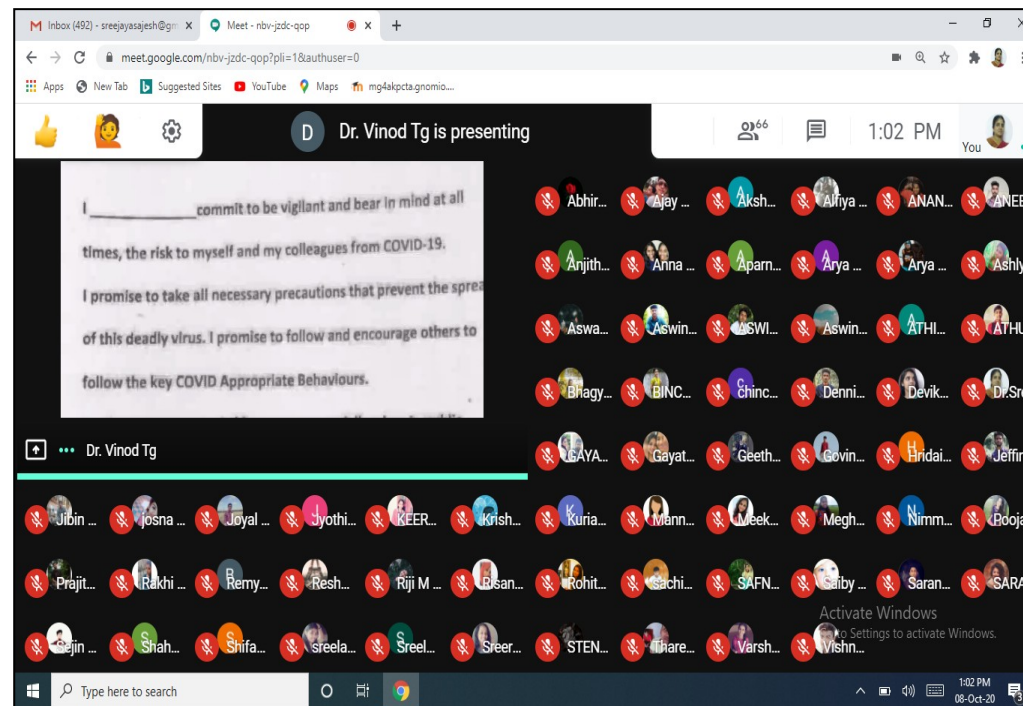 Inbox (492) - sreejayasajesh@gm
Meet - nbv-jzdc-qop
meet.google.com/nbv-jzdc-qop?pli=1&authuser=0
Apps New Tab Suggested Sites YouTube Maps mg4akpcta.gnomio....
D Dr. Vinod Tg is presenting 66 1:02 PM You
I ____________commit to be vigilant and bear in mind at all
times, the risk to myself and my colleagues from COVID-19.
I promise to take all necessary precautions that prevent the sprea
of this deadly virus. I promise to follow and encourage others to
follow the key COVID Appropriate Behaviours.
Dr. Vinod Tg
Abhir... Ajay ... Aksh... Alfiya ... ANAN... ANEE
Anjith... Anna ... Aparn... Arya ... Arya ... Ashly
Aswa... Aswin... ASWI... Aswin... ATHI... ATHU
Bhagy... BINC... chinc... Denni... Devik... Dr.Sre
GAYA... Gayat... Geeth... Govin... Hridai... Jeffin
Jibin ... josna ... Joyal ... Jyothi... KEER... Krish... Kuria... Mann... Meek... Megh... Nimm... Pooja
Prajit... Rakhi ... Remy... Resh... Riji M ... Risan... Rohit... Sachi... SAFN... Saiby ... Saran... SARA
Sejin ... Shah... Shifa... sreela... Sreel... Sreer... STEN... Thare... Varsh... Vishn...
Activate Windows
to Settings to activate Windows.
Type here to search
1:02 PM
08-Oct-20
3